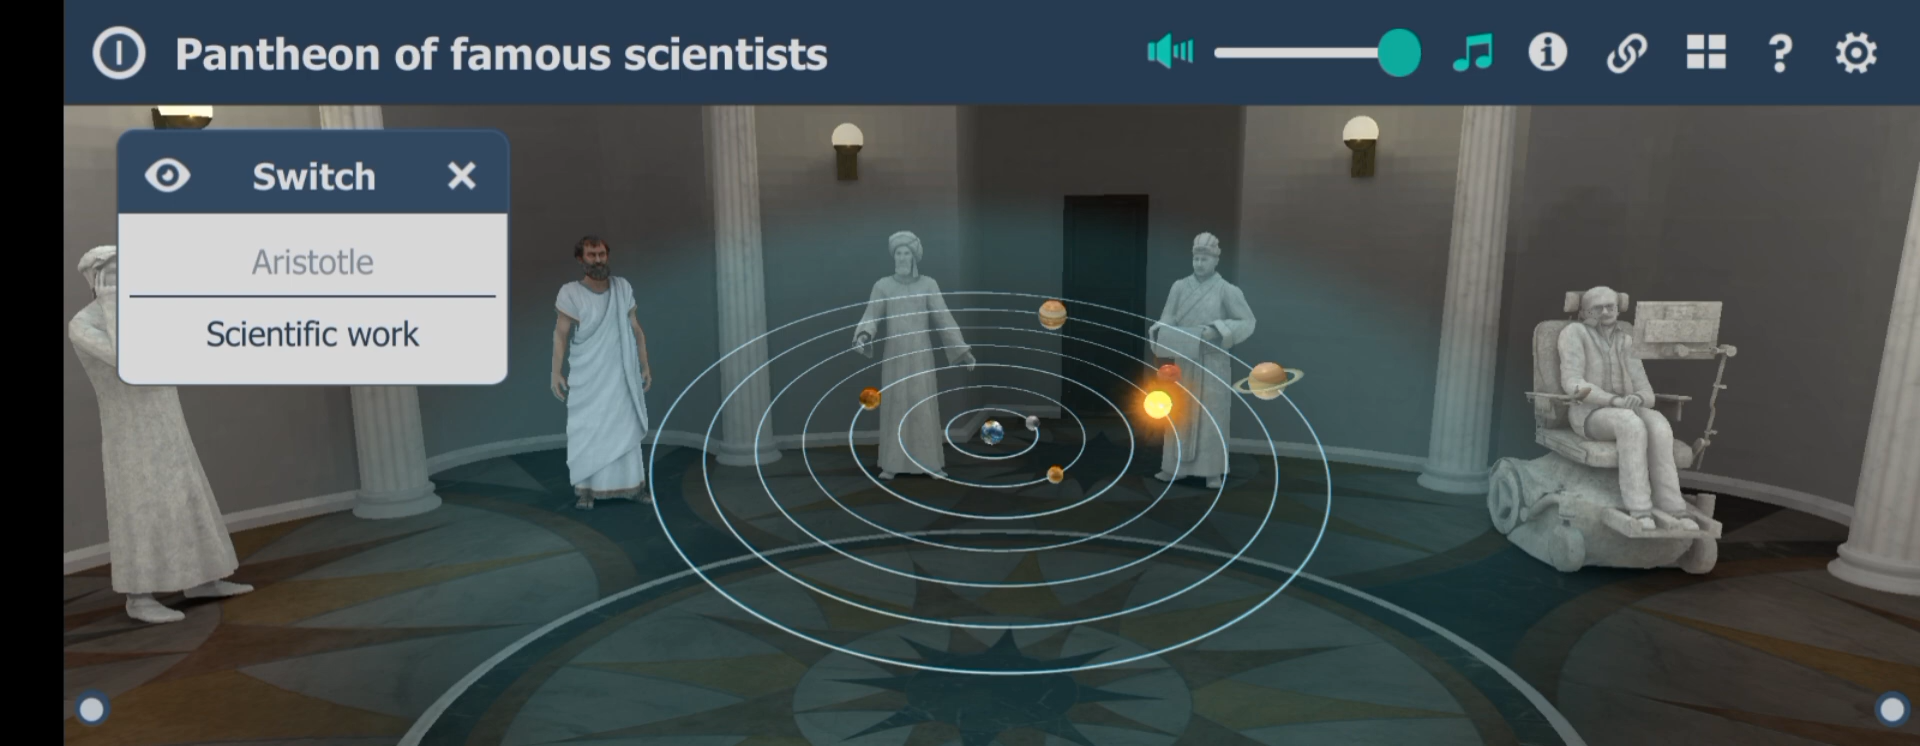 Pantheon of famous scientists
Switch
Aristotle
Scientific work